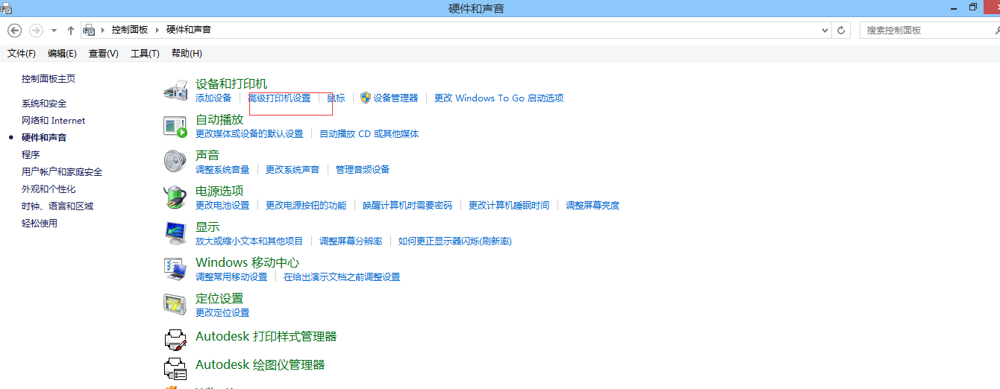 硬件和声音
控制面板 硬件和声音 搜索控制面板
文件(F) 编辑(E) 查看(V) 工具(T) 帮助(H)
控制面板主页
系统和安全
网络和 Internet
硬件和声音
程序
用户帐户和家庭安全
外观和个性化
时钟、语言和区域
轻松使用
设备和打印机
添加设备 高级打印机设置 鼠标 设备管理器 更改 Windows To Go 启动选项
自动播放
更改媒体或设备的默认设置 自动播放 CD 或其他媒体
声音
调整系统音量 更改系统声音 管理音频设备
电源选项
更改电池设置 更改电源按钮的功能 唤醒计算机时需要密码 更改计算机睡眠时间 调整屏幕亮度
显示
放大或缩小文本和其他项目 调整屏幕分辨率 如何更正显示器闪烁(刷新率)
Windows 移动中心
调整常用移动设置 在给出演示文档之前调整设置
定位设置
更改定位设置
Autodesk 打印样式管理器
Autodesk 绘图仪管理器